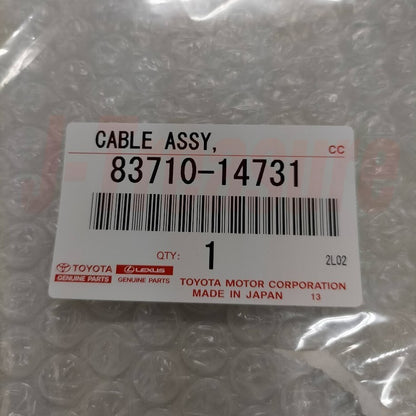 CABLE ASSY,
CC
83710-14731
QTY: 1
2L02
TOYOTA LEXUS
GENUINE PARTS GENUINE PARTS
TOYOTA MOTOR CORPORATION
MADE IN JAPAN 13